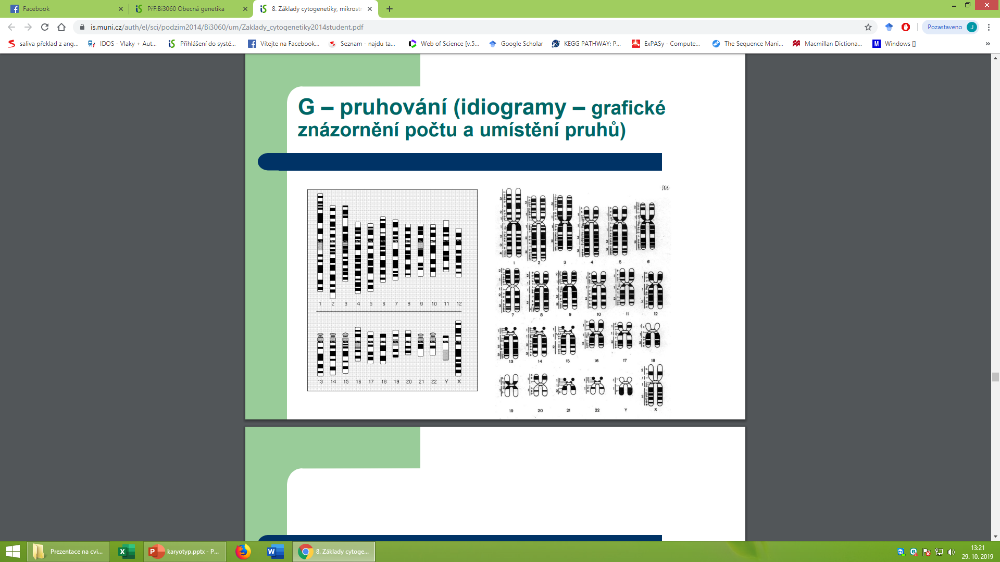 Facebook
PřF:Bi3060 Obecná genetika
8. Základy cytogenetiky, mikrostr
is.muni.cz/auth/el/sci/podzim2014/Bi3060/um/Zaklady_cytogenetiky2014student.pdf
Pozastaveno
J
saliva překlad z ang...
IDOS - Vlaky + Aut...
Přihlášení do systé...
Vítejte na Facebook...
Seznam - najdu ta...
Web of Science [v.5...
Google Scholar
KEGG PATHWAY: P...
ExPASy - Compute...
The Sequence Mani...
Macmillan Dictiona...
M
Windows []
»
G – pruhování (idiogramy – grafické
znázornění počtu a umístění pruhů)
1 2 3 4 5 6 7 8 9 10 11 12
13 14 15 16 17 18 19 20 21 22 Y X
1 2 3 4 5 6
7 8 9 10 11 12
13 14 15 16 17 18
19 20 21 22 Y X
Prezentace na cvi...
karyotyp.pptx - P...
8. Základy cytoge...
13:21
29. 10. 2019